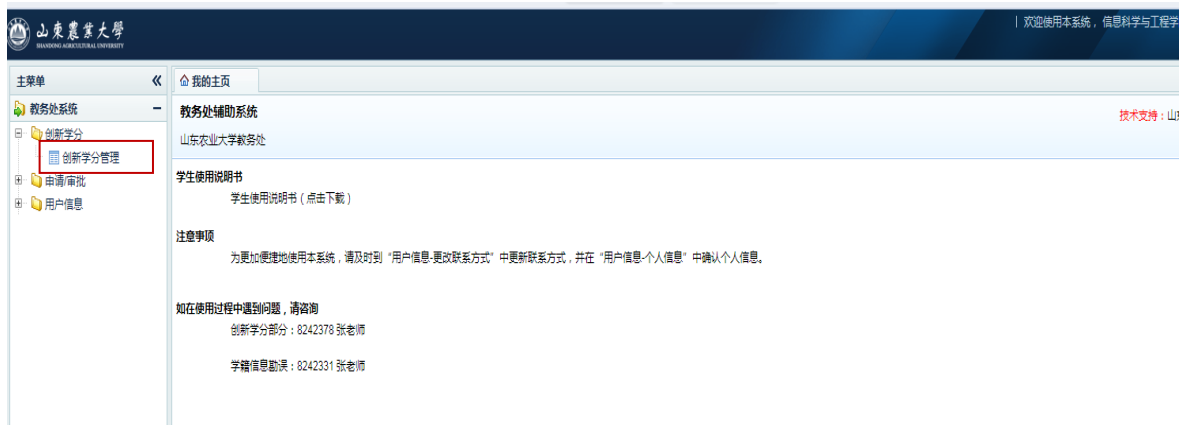 山東農業大學
SHANDONG AGRICULTURAL UNIVERSITY
| 欢迎使用本系统，信息科学与工程学
主菜单
我的主页
教务处系统
创新学分
创新学分管理
申请/审批
用户信息
教务处辅助系统
技术支持：山东
山东农业大学教务处
学生使用说明书
学生使用说明书（点击下载）
注意事项
为更加便捷地使用本系统，请及时到“用户信息-更改联系方式”中更新联系方式，并在“用户信息-个人信息”中确认个人信息。
如在使用过程中遇到问题，请咨询
创新学分部分：8242378 张老师
学籍信息勘误：8242331 张老师